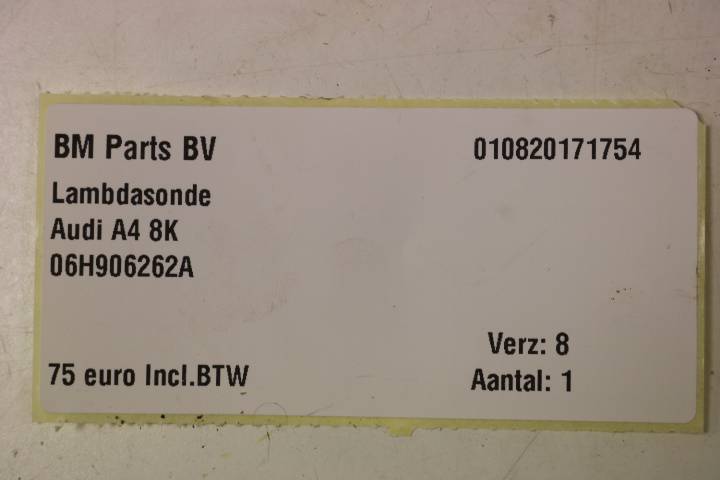 BM Parts BV 010820171754
Lambdasonde
Audi A4 8K
06H906262A
Verz: 8
75 euro Incl.BTW Aantal: 1